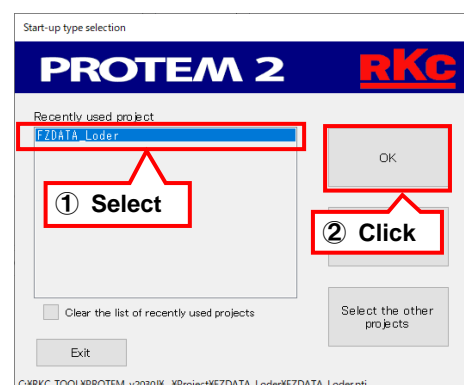 Start-up type selection
PROTEM 2
RKC
Recently used project
FZDATA_Loder
OK
① Select
② Click
Clear the list of recently used projects
Select the other
projects
Exit